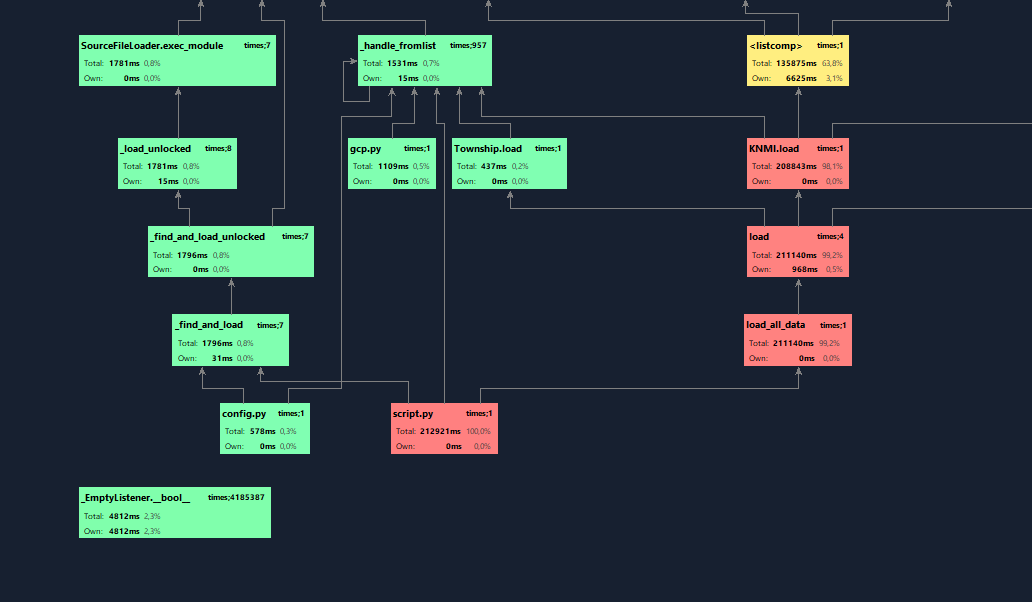 SourceFileLoader.exec_module times;7
Total: 1781ms 0,8%
Own: 0ms 0,0%
_handle_fromlist times;957
Total: 1531ms 0,7%
Own: 15ms 0,0%
<listcomp> times;1
Total: 135875ms 63,8%
Own: 6625ms 3,1%
_load_unlocked times;8
Total: 1781ms 0,8%
Own: 15ms 0,0%
gcp.py times;1
Total: 1109ms 0,5%
Own: 0ms 0,0%
Township.load times;1
Total: 437ms 0,2%
Own: 0ms 0,0%
KNMI.load times;1
Total: 208843ms 98,1%
Own: 0ms 0,0%
_find_and_load_unlocked times;7
Total: 1796ms 0,8%
Own: 0ms 0,0%
load times;4
Total: 211140ms 99,2%
Own: 968ms 0,5%
_find_and_load times;7
Total: 1796ms 0,8%
Own: 31ms 0,0%
load_all_data times;1
Total: 211140ms 99,2%
Own: 0ms 0,0%
config.py times;1
Total: 578ms 0,3%
Own: 0ms 0,0%
script.py times;1
Total: 212921ms 100,0%
Own: 0ms 0,0%
_EmptyListener.__bool__ times;4185387
Total: 4812ms 2,3%
Own: 4812ms 2,3%